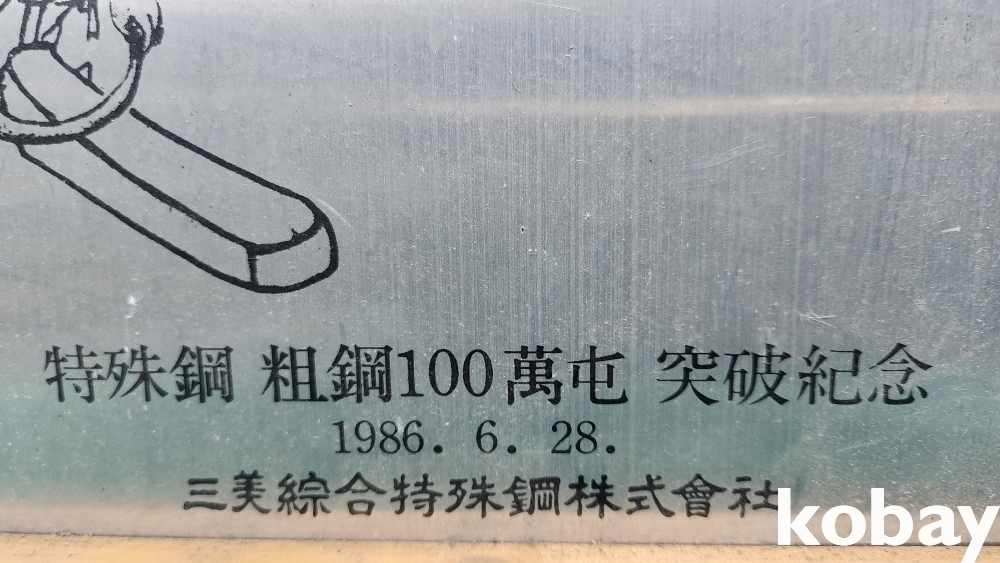 特殊鋼 粗鋼100萬屯 突破紀念
1986. 6. 28.
三美綜合特殊鋼株式會社
kobay